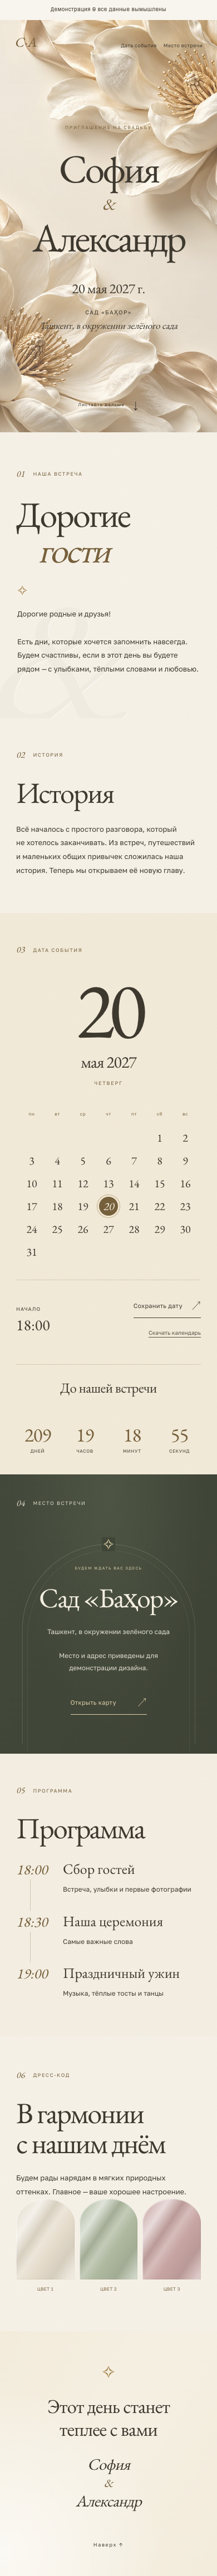 Демонстрация · все данные вымышлены
С·А
Дата события Место встречи
ПРИГЛАШЕНИЕ НА СВАДЬБУ
София
&
Александр
20 мая 2027 г.
САД «БАҲОР»
Ташкент, в окружении зелёного сада
↓
01 НАША ВСТРЕЧА
Дорогие
гости
Дорогие родные и друзья!
Есть дни, которые хочется запомнить навсегда.
Будем счастливы, если в этот день вы будете
рядом — с улыбками, тёплыми словами и любовью.
&
02 ИСТОРИЯ
История
Всё началось с простого разговора, который
не хотелось заканчивать. Из встреч, путешествий
и маленьких общих привычек сложилась наша
история. Теперь мы открываем её новую главу.
03 ДАТА СОБЫТИЯ
20
мая 2027
ЧЕТВЕРГ
пн вт ср чт пт сб вс
1 2
3 4 5 6 7 8 9
10 11 12 13 14 15 16
17 18 19 20 21 22 23
24 25 26 27 28 29 30
31
НАЧАЛО
18:00
Сохранить дату
Скачать календарь
До нашей встречи
209 19 18 55
ДНЕЙ ЧАСОВ МИНУТ СЕКУНД
04 МЕСТО ВСТРЕЧИ
БУДЕМ ЖДАТЬ ВАС ЗДЕСЬ
Сад «Баҳор»
Ташкент, в окружении зелёного сада
Место и адрес приведены для
демонстрации дизайна.
Открыть карту
05 ПРОГРАММА
Программа
18:00 Сбор гостей
Встреча, улыбки и первые фотографии
18:30 Наша церемония
Самые важные слова
19:00 Праздничный ужин
Музыка, тёплые тосты и танцы
06 ДРЕСС-КОД
В гармонии
с нашим днём
Будем рады нарядам в мягких природных
оттенках. Главное — ваше хорошее настроение.
ЦВЕТ 1 ЦВЕТ 2 ЦВЕТ 3
Этот день станет
теплее с вами
София
&
Александр
Наверх ↑